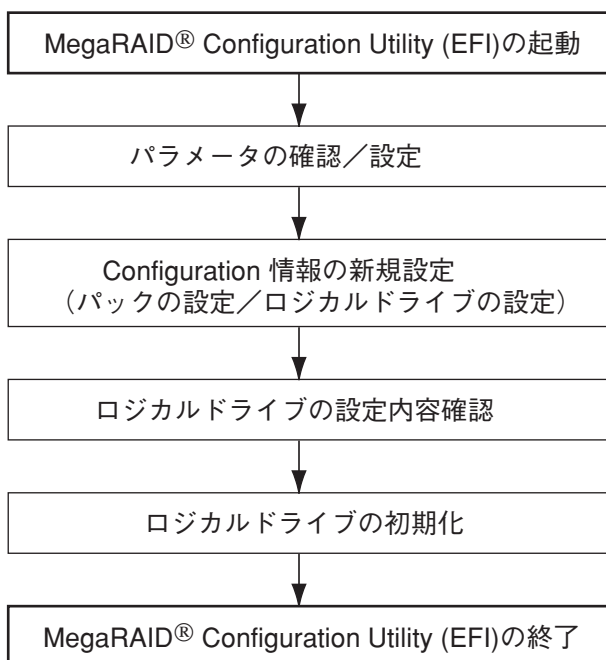 MegaRAID® Configuration Utility (EFI)の起動
パラメータの確認／設定
Configuration 情報の新規設定
（パックの設定／ロジカルドライブの設定）
ロジカルドライブの設定内容確認
ロジカルドライブの初期化
MegaRAID® Configuration Utility (EFI)の終了